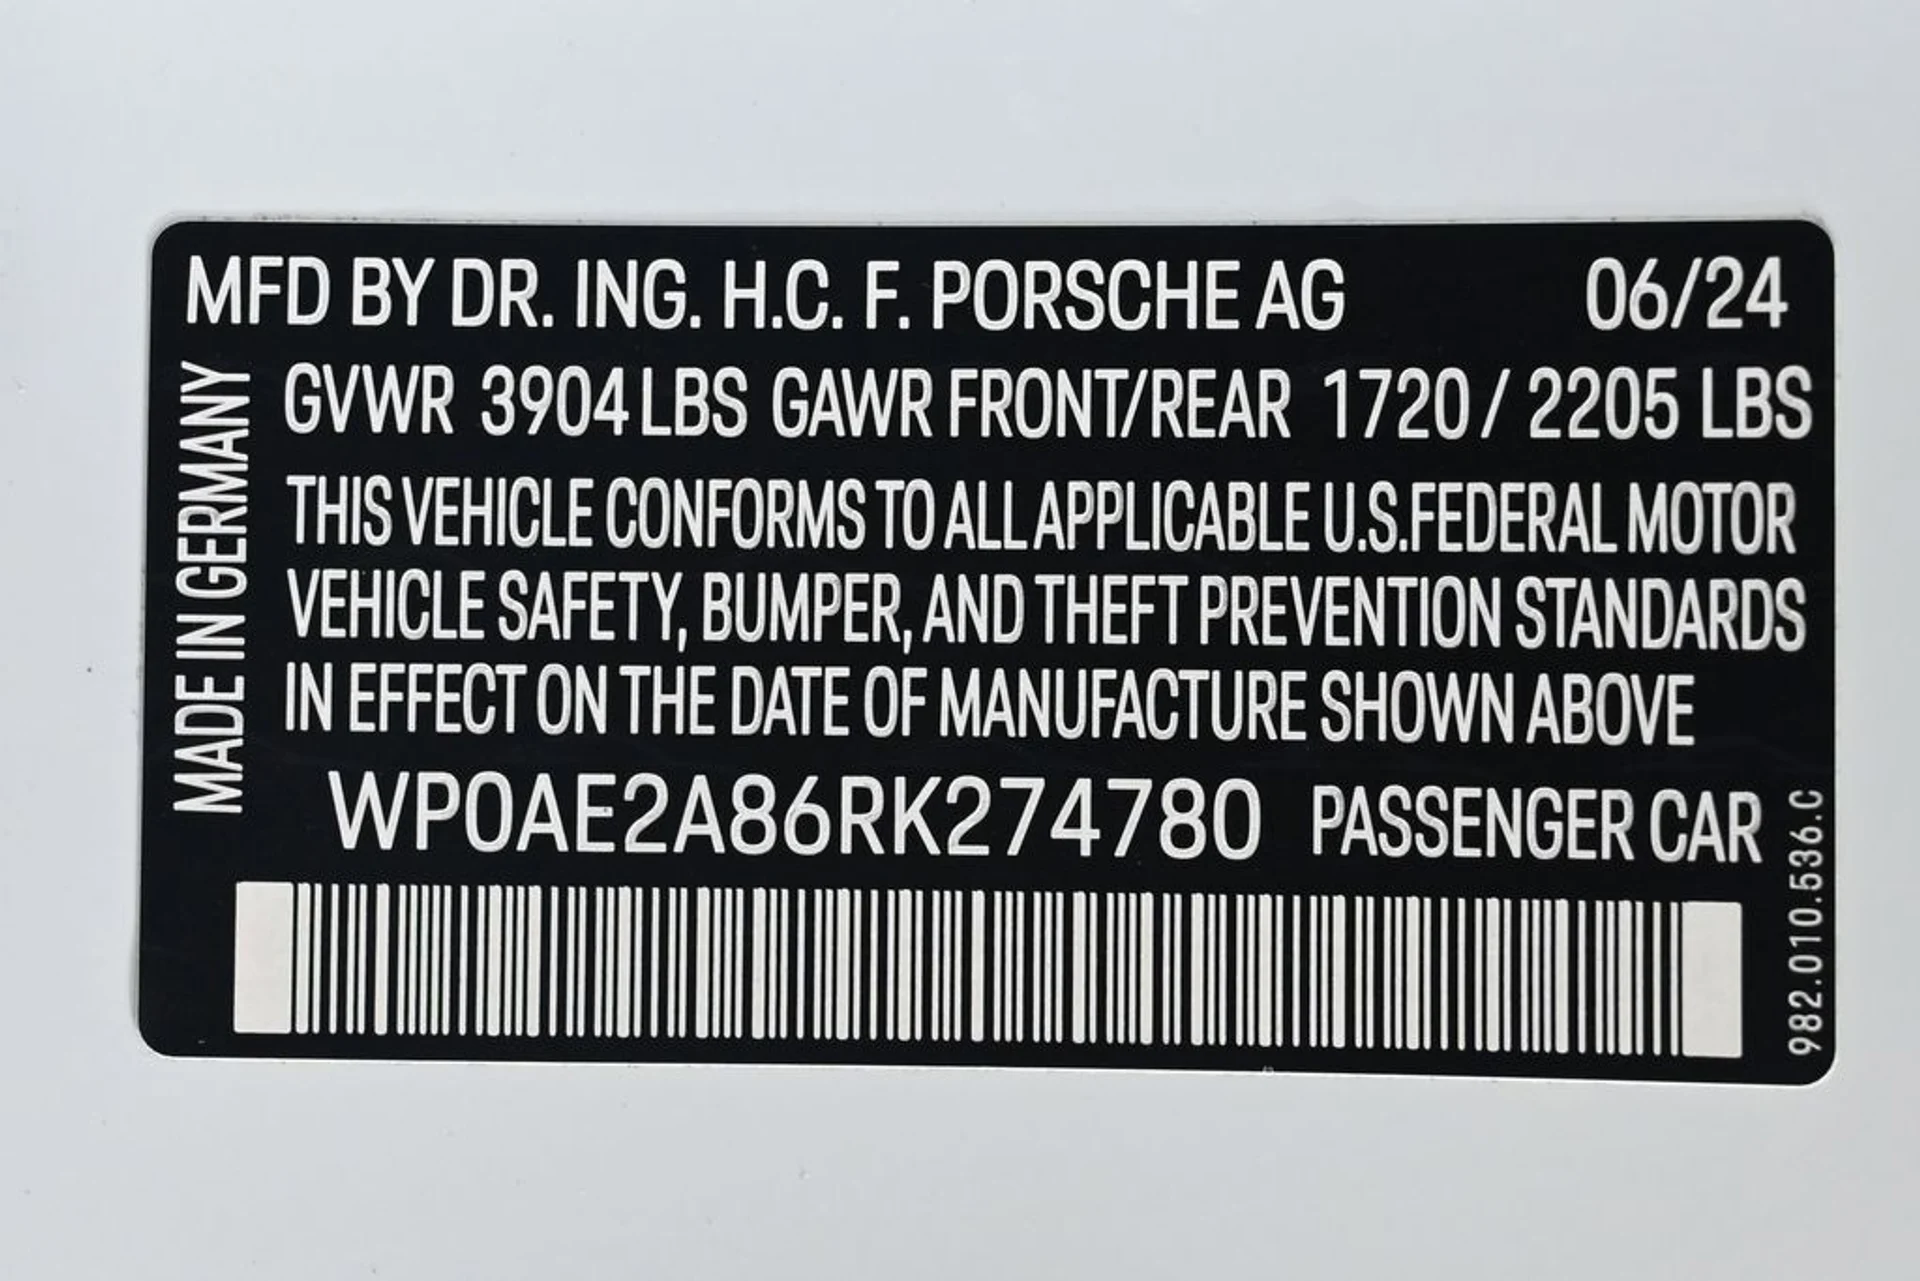 MFD BY DR. ING. H.C. F. PORSCHE AG 06/24
GVWR 3904 LBS GAWR FRONT/REAR 1720 / 2205 LBS
THIS VEHICLE CONFORMS TO ALL APPLICABLE U.S.FEDERAL MOTOR
VEHICLE SAFETY, BUMPER, AND THEFT PREVENTION STANDARDS
IN EFFECT ON THE DATE OF MANUFACTURE SHOWN ABOVE
WP0AE2A86RK274780 PASSENGER CAR
MADE IN GERMANY
982.010.536.C